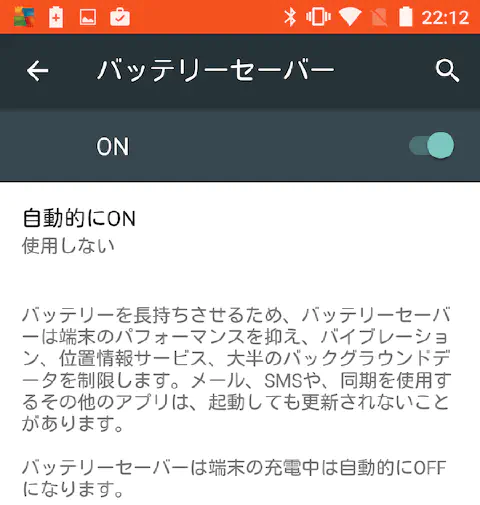 22:12
バッテリーセーバー
ON
自動的にON
使用しない
バッテリーを長持ちさせるため、バッテリーセーバ
ーは端末のパフォーマンスを抑え、バイブレーショ
ン、位置情報サービス、大半のバックグラウンドデ
ータを制限します。メール、SMSや、同期を使用す
るその他のアプリは、起動しても更新されないこと
があります。
バッテリーセーバーは端末の充電中は自動的にOFF
になります。